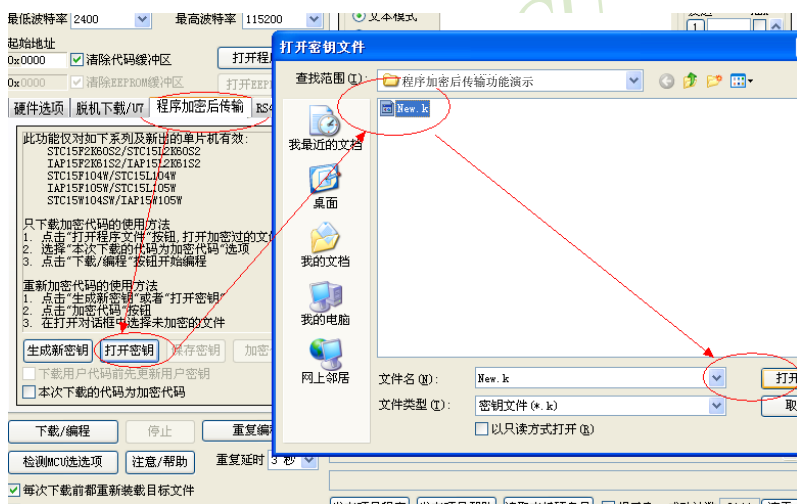 最低波特率 2400 最高波特率 115200 文本模式
起始地址
0x0000 清除代码缓冲区 打开程
0x0000 清除EEPROM缓冲区 打开EEP
硬件选项 脱机下载/U7 程序加密后传输 RS4
此功能仅对如下系列及新出的单片机有效:
STC15F2K60S2/STC15L2K60S2
IAP15F2K61S2/IAP15L2K61S2
STC15F104W/STC15L104W
IAP15F105W/STC15L105W
STC15W104SW/IAP15W105W
只下载加密代码的使用方法
1. 点击"打开程序文件"按钮,打开加密过的文
2. 选择"本次下载的代码为加密代码"选项
3. 点击"下载/编程"按钮开始编程
重新加密代码的使用方法
1. 点击"生成新密钥"或者"打开密钥"
2. 点击"加密代码"按钮
3. 在打开对话框中选择未加密的文件
生成新密钥 打开密钥 保存密钥 加密
下载用户代码前先更新用户密钥
本次下载的代码为加密代码
下载/编程 停止 重复编
检测MCU选选项 注意/帮助 重复延时 3 秒
每次下载前都重新装载目标文件
打开密钥文件
查找范围(I): 程序加密后传输功能演示
New.k
我最近的文档
桌面
我的文档
我的电脑
网上邻居
文件名(N): New.k 打开
文件类型(T): 密钥文件(*.k) 取
以只读方式打开(R)